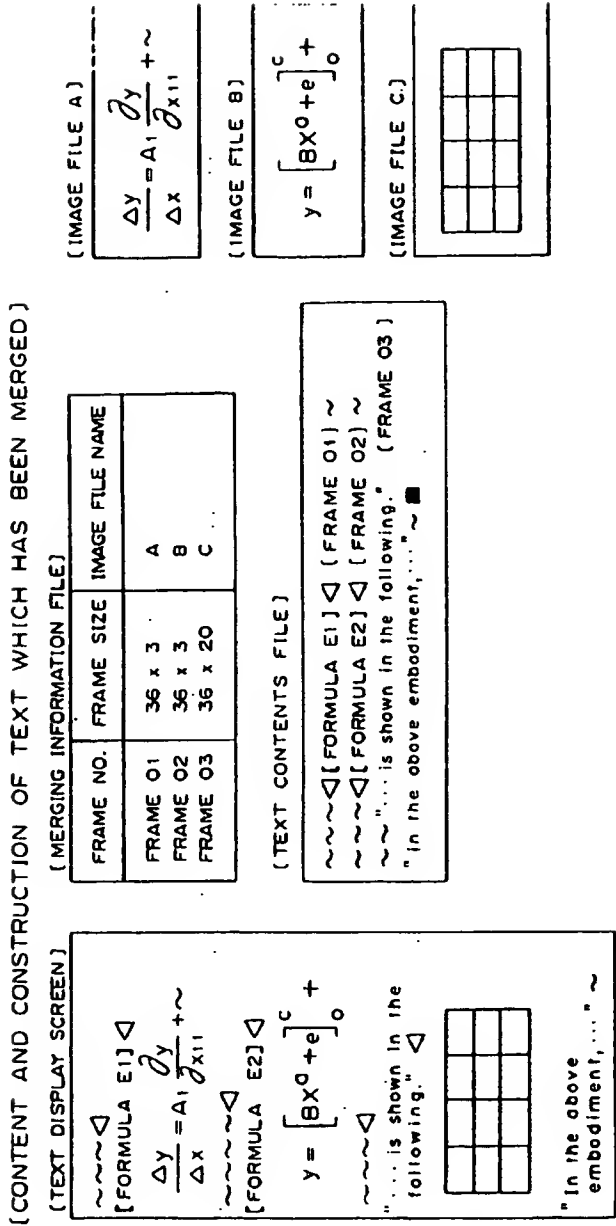 [CONTENT AND CONSTRUCTION OF TEXT WHICH HAS BEEN MERGED]
[TEXT DISPLAY SCREEN]
~~~~◁
[FORMULA E1]◁
Δy/Δx = A₁ ∂y/∂x₁₁ + ~
~~~~~◁
[FORMULA E2]◁
y = [BXᵒ + e]ᶜ₀ +
~~~~◁
"... is shown in the
following." ◁
"In the above
embodiment, ..." ~
[MERGING INFORMATION FILE]
FRAME NO. FRAME SIZE IMAGE FILE NAME
FRAME 01 36 x 3 A
FRAME 02 36 x 3 B
FRAME 03 36 x 20 C
[TEXT CONTENTS FILE]
~~~~◁[FORMULA E1]◁ [FRAME 01] ~
~~~~◁[FORMULA E2]◁ [FRAME 02] ~
~~"... is shown in the following." [FRAME 03]
"in the above embodiment, ..." ~ ■
[IMAGE FILE A]
Δy/Δx = A₁ ∂y/∂x₁₁ + ~
[IMAGE FILE B]
y = [BXᵒ+e]ᶜ₀ +
[IMAGE FILE C.]